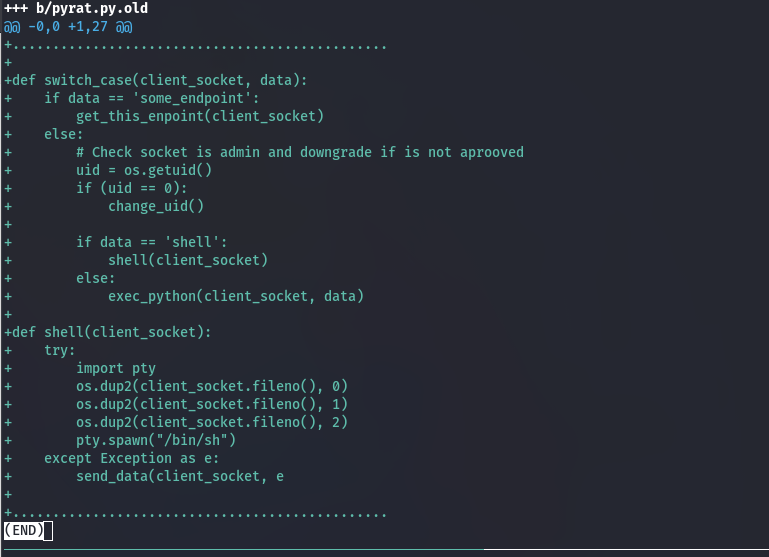 +++ b/pyrat.py.old
@@ -0,0 +1,27 @@
+...............................................
+
+def switch_case(client_socket, data):
+    if data == 'some_endpoint':
+        get_this_enpoint(client_socket)
+    else:
+        # Check socket is admin and downgrade if is not aprooved
+        uid = os.getuid()
+        if (uid == 0):
+            change_uid()
+
+        if data == 'shell':
+            shell(client_socket)
+        else:
+            exec_python(client_socket, data)
+
+def shell(client_socket):
+    try:
+        import pty
+        os.dup2(client_socket.fileno(), 0)
+        os.dup2(client_socket.fileno(), 1)
+        os.dup2(client_socket.fileno(), 2)
+        pty.spawn("/bin/sh")
+    except Exception as e:
+        send_data(client_socket, e
+
+...............................................
(END)